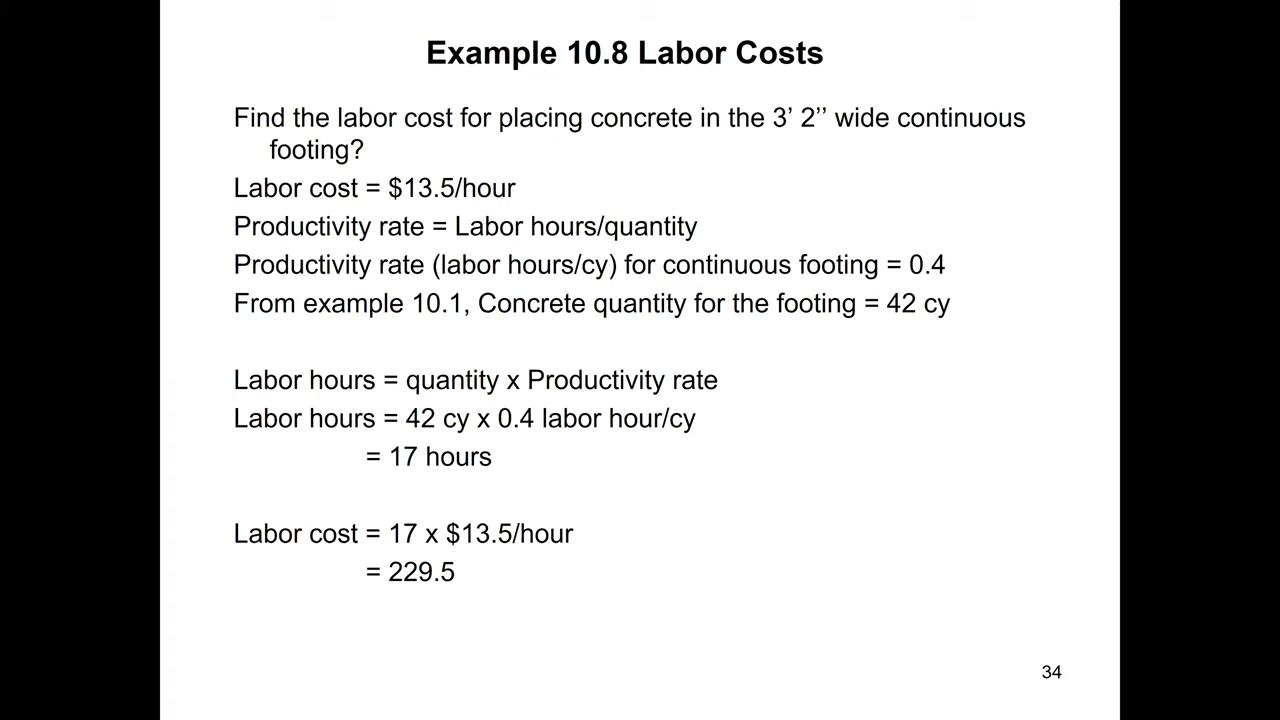 Example 10.8 Labor Costs
Find the labor cost for placing concrete in the 3’ 2’’ wide continuous
footing?
Labor cost = $13.5/hour
Productivity rate = Labor hours/quantity
Productivity rate (labor hours/cy) for continuous footing = 0.4
From example 10.1, Concrete quantity for the footing = 42 cy
Labor hours = quantity x Productivity rate
Labor hours = 42 cy x 0.4 labor hour/cy
= 17 hours
Labor cost = 17 x $13.5/hour
= 229.5
34